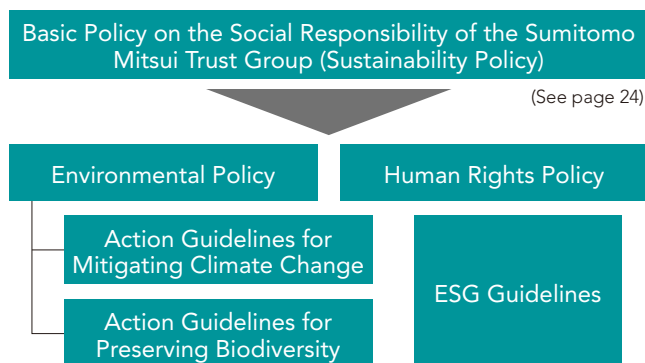 Basic Policy on the Social Responsibility of the Sumitomo
Mitsui Trust Group (Sustainability Policy)
(See page 24)
Environmental Policy
Human Rights Policy
Action Guidelines for
Mitigating Climate Change
ESG Guidelines
Action Guidelines for
Preserving Biodiversity